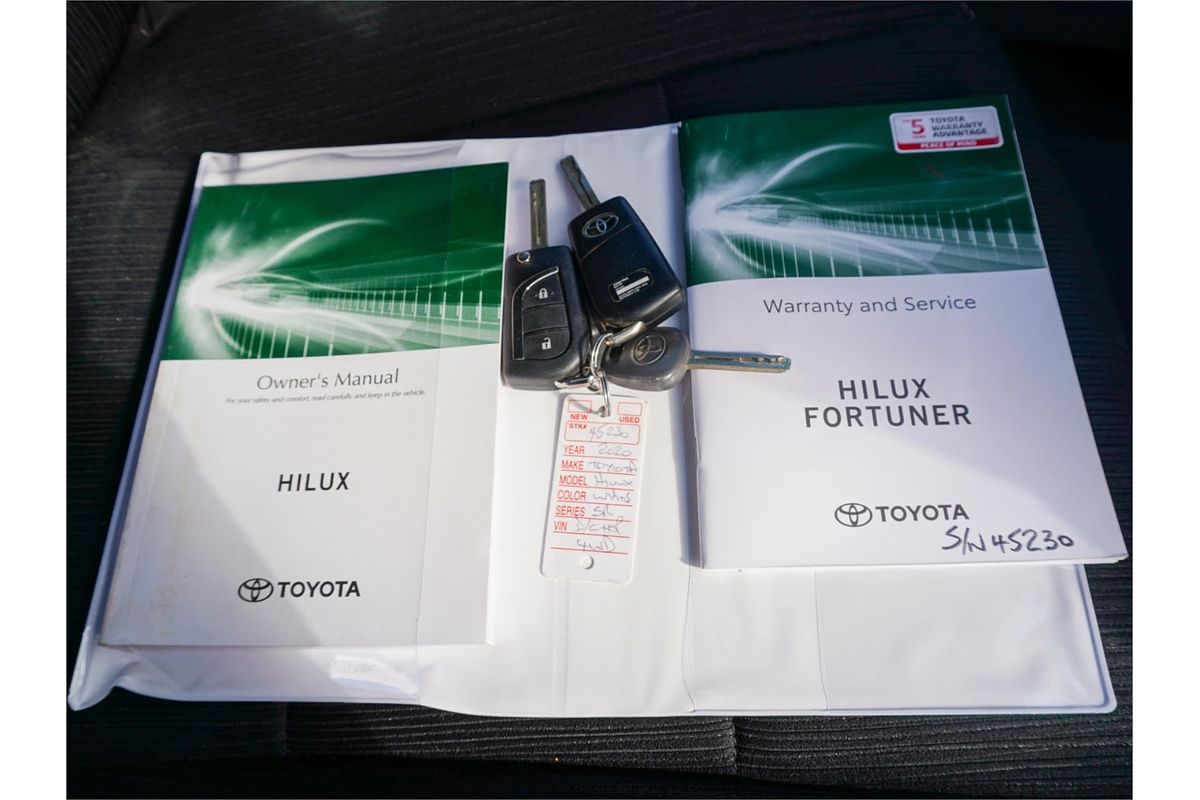 Owner's Manual
For your safety and comfort, read carefully and keep in the vehicle.
HILUX
TOYOTA
NEW USED
STK# 45230
YEAR 2020
MAKE TOYOTA
MODEL Hilux
COLOR
SERIES SR
VIN D/C
4WD
5 TOYOTA
WARRANTY
ADVANTAGE
PEACE OF MIND
Warranty and Service
HILUX
FORTUNER
TOYOTA
S/N 45230